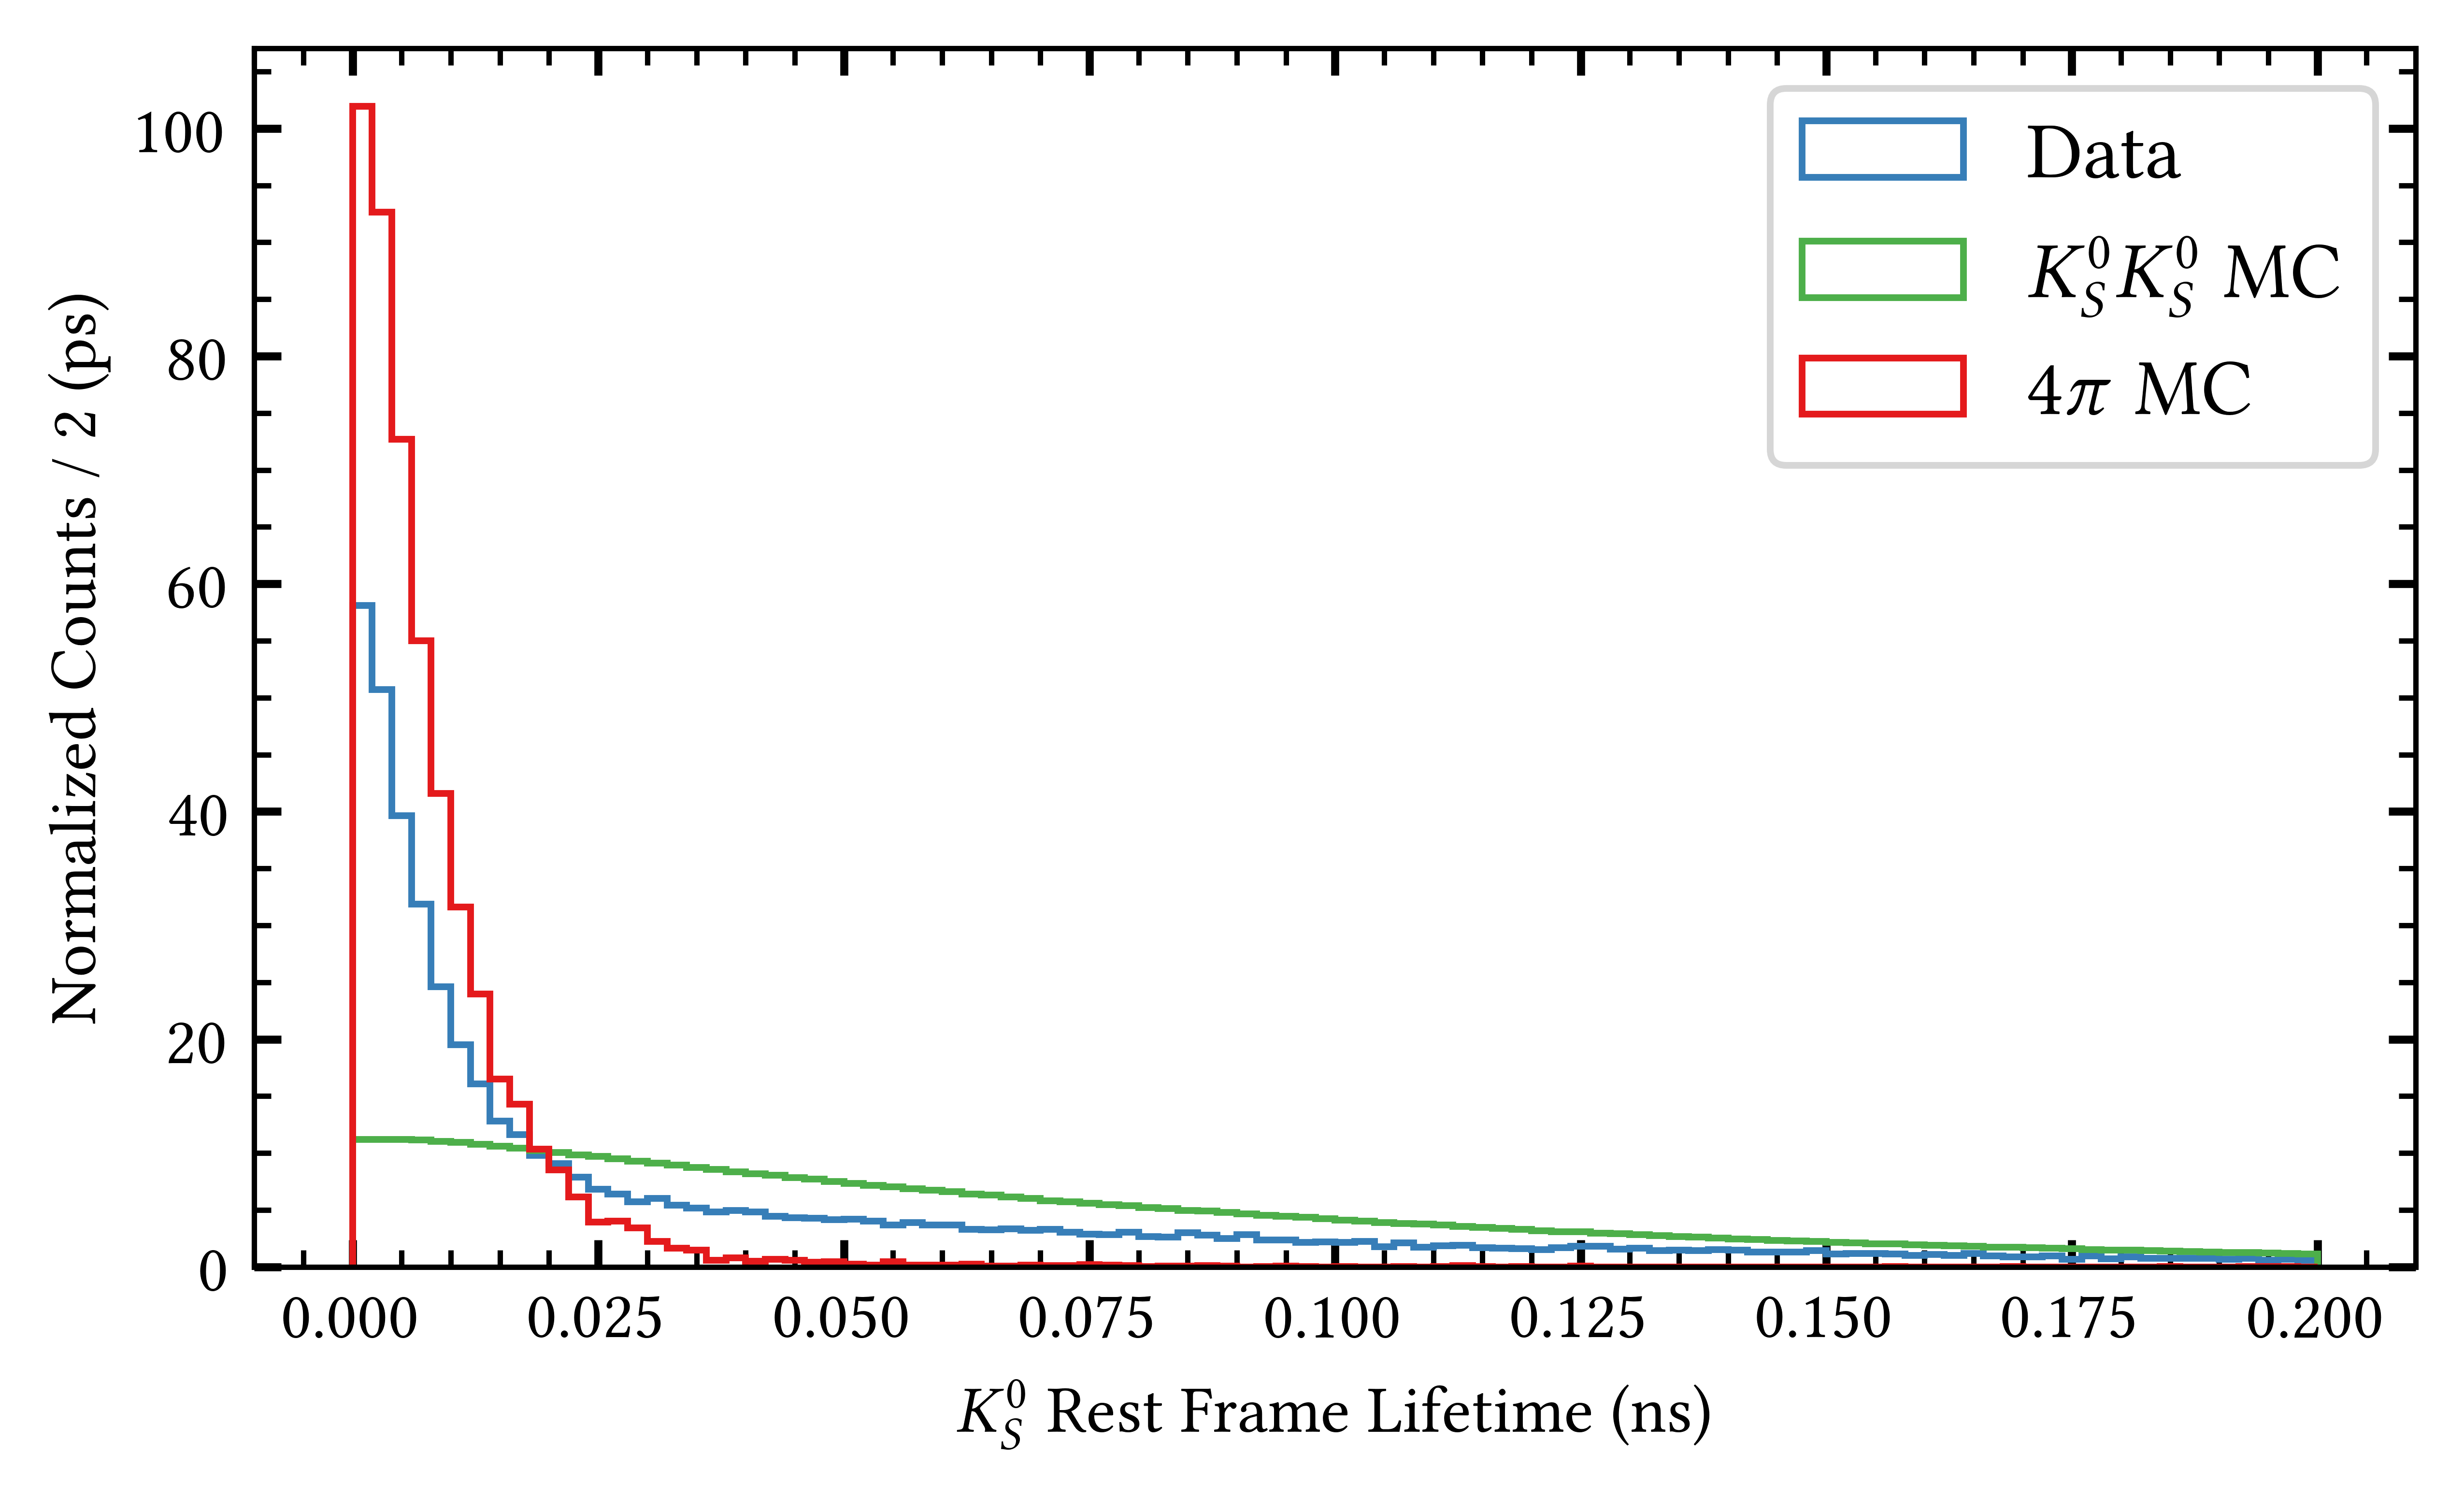 100
80
60
40
20
0
Normalized Counts / 2 (ps)
Data
K_S^0 K_S^0 MC
4π MC
0.000 0.025 0.050 0.075 0.100 0.125 0.150 0.175 0.200
K_S^0 Rest Frame Lifetime (ns)